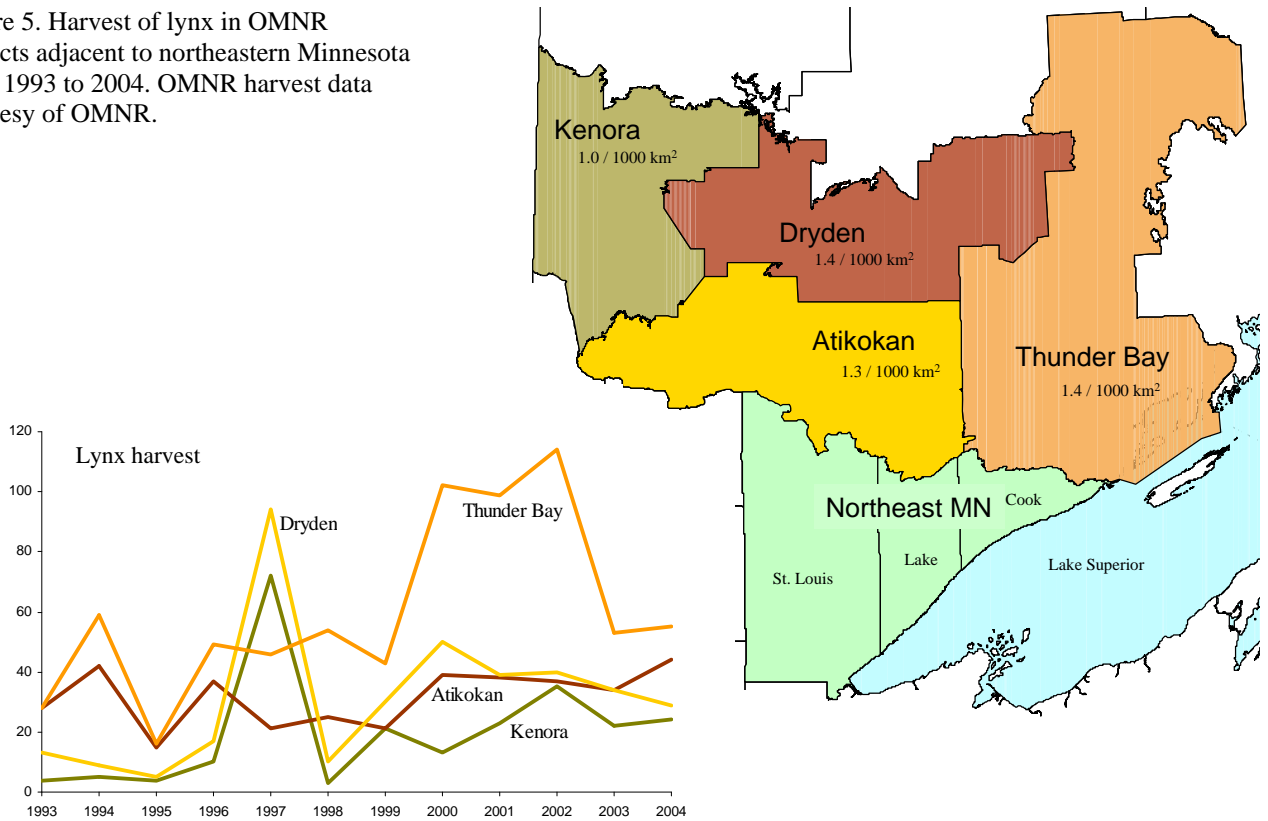 re 5. Harvest of lynx in OMNR
cts adjacent to northeastern Minnesota
1993 to 2004. OMNR harvest data
esy of OMNR.
Kenora
1.0 / 1000 km²
Dryden
1.4 / 1000 km²
Atikokan
1.3 / 1000 km²
Thunder Bay
1.4 / 1000 km²
Northeast MN
Cook
Lake
St. Louis
Lake Superior
Lynx harvest
120
100
80
60
40
20
0
Dryden
Thunder Bay
Atikokan
Kenora
1993 1994 1995 1996 1997 1998 1999 2000 2001 2002 2003 2004